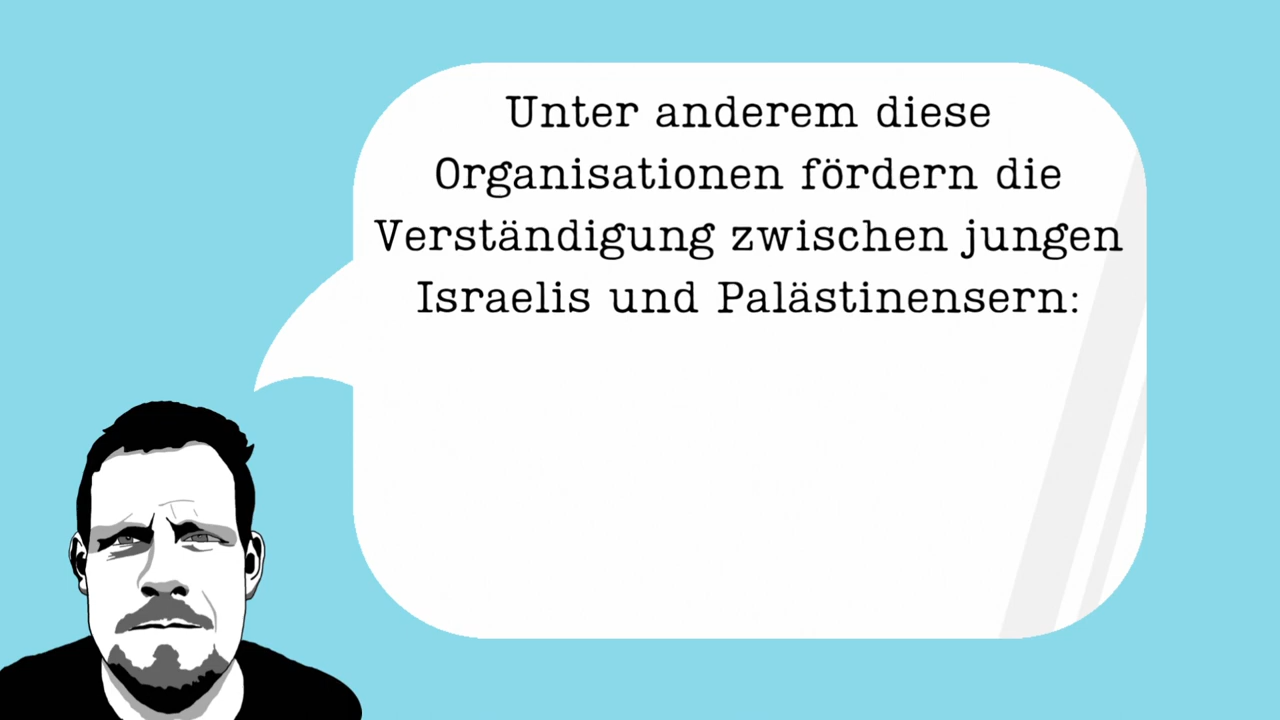 Unter anderem diese
Organisationen fördern die
Verständigung zwischen jungen
Israelis und Palästinensern: